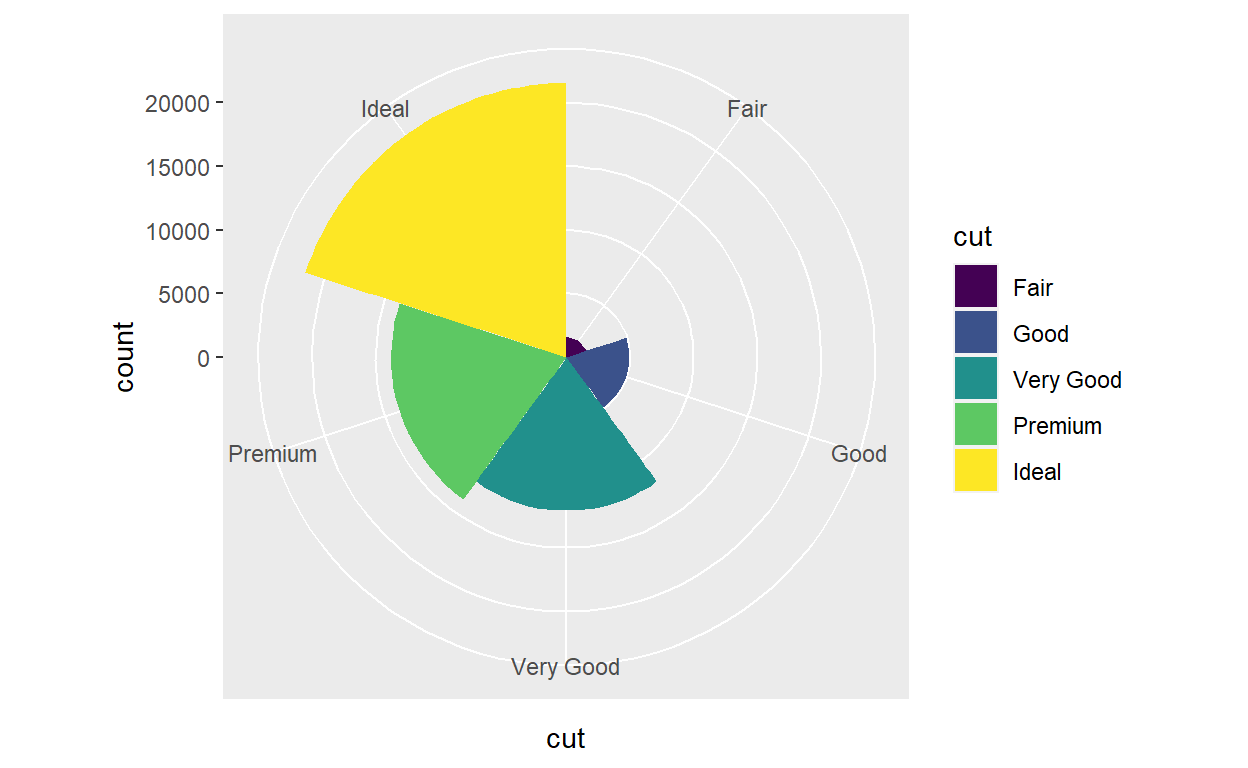 Ideal
Fair
20000
15000
10000
5000
0
count
Premium
Good
Very Good
cut
cut
Fair
Good
Very Good
Premium
Ideal